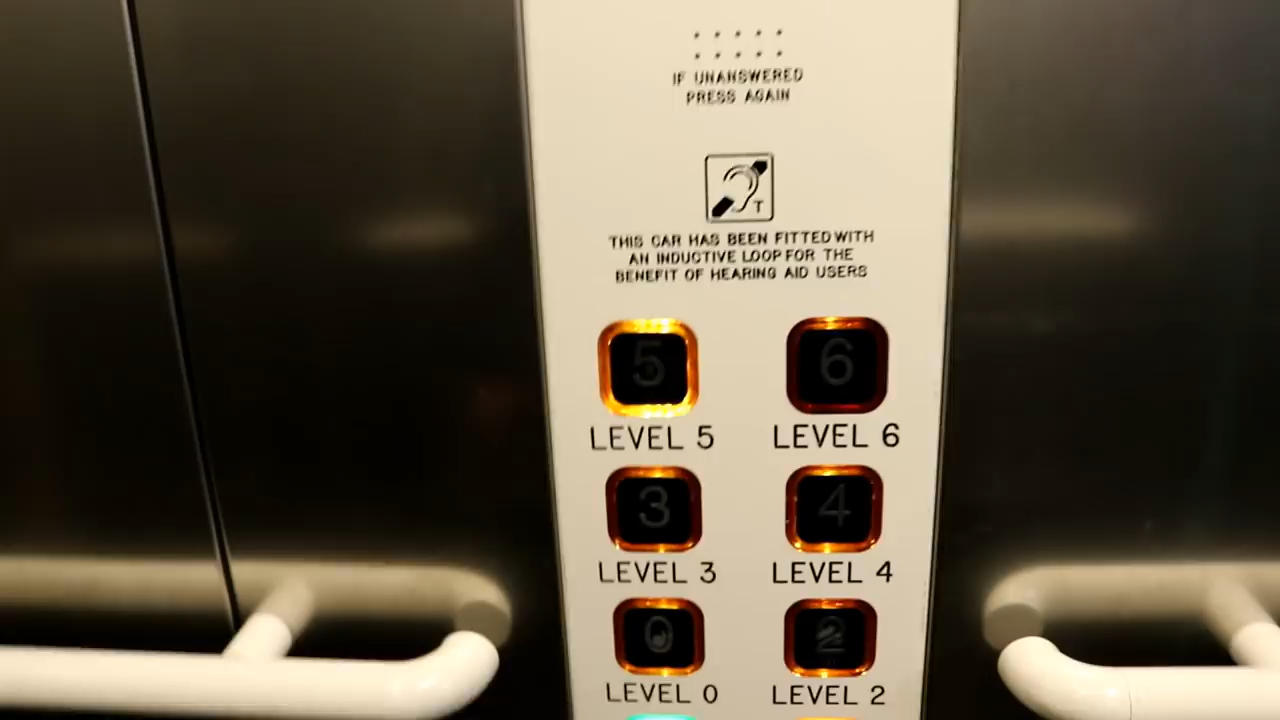 IF UNANSWERED
PRESS AGAIN
T
THIS CAR HAS BEEN FITTED WITH
AN INDUCTIVE LOOP FOR THE
BENEFIT OF HEARING AID USERS
5 6
LEVEL 5 LEVEL 6
3 4
LEVEL 3 LEVEL 4
0 2
LEVEL 0 LEVEL 2